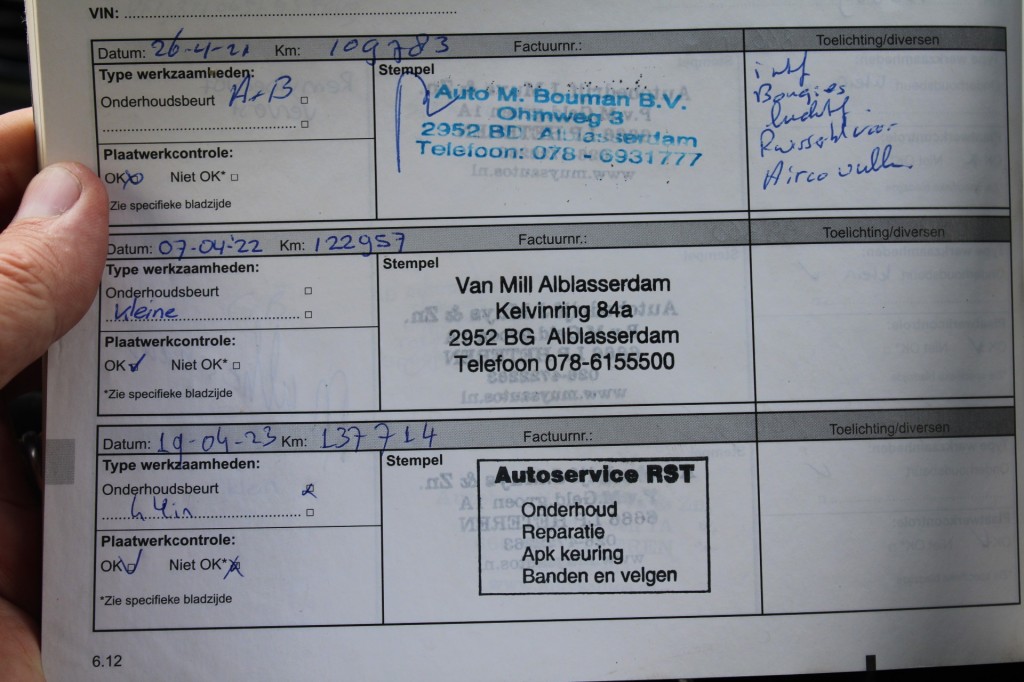 VIN: ........................................
Datum: 26-4-21 Km: 109783 Factuurnr.: Toelichting/diversen
Type werkzaamheden:
Onderhoudsbeurt A+B
Plaatwerkcontrole:
OK Niet OK*
*Zie specifieke bladzijde
Stempel
Auto M. Bouman B.V.
Ohmweg 3
2952 BD Alblasserdam
Telefoon: 078 - 6931777
Bougies
luchtf.
Airco
Datum: 07-04-'22 Km: 122957 Factuurnr.: Toelichting/diversen
Type werkzaamheden:
Onderhoudsbeurt
kleine
Plaatwerkcontrole:
OK Niet OK*
*Zie specifieke bladzijde
Stempel
Van Mill Alblasserdam
Kelvinring 84a
2952 BG Alblasserdam
Telefoon 078-6155500
Datum: 19-04-23 Km: 137714 Factuurnr.: Toelichting/diversen
Type werkzaamheden:
Onderhoudsbeurt
klein
Plaatwerkcontrole:
OK Niet OK*
*Zie specifieke bladzijde
Stempel
Autoservice RST
Onderhoud
Reparatie
Apk keuring
Banden en velgen
6.12